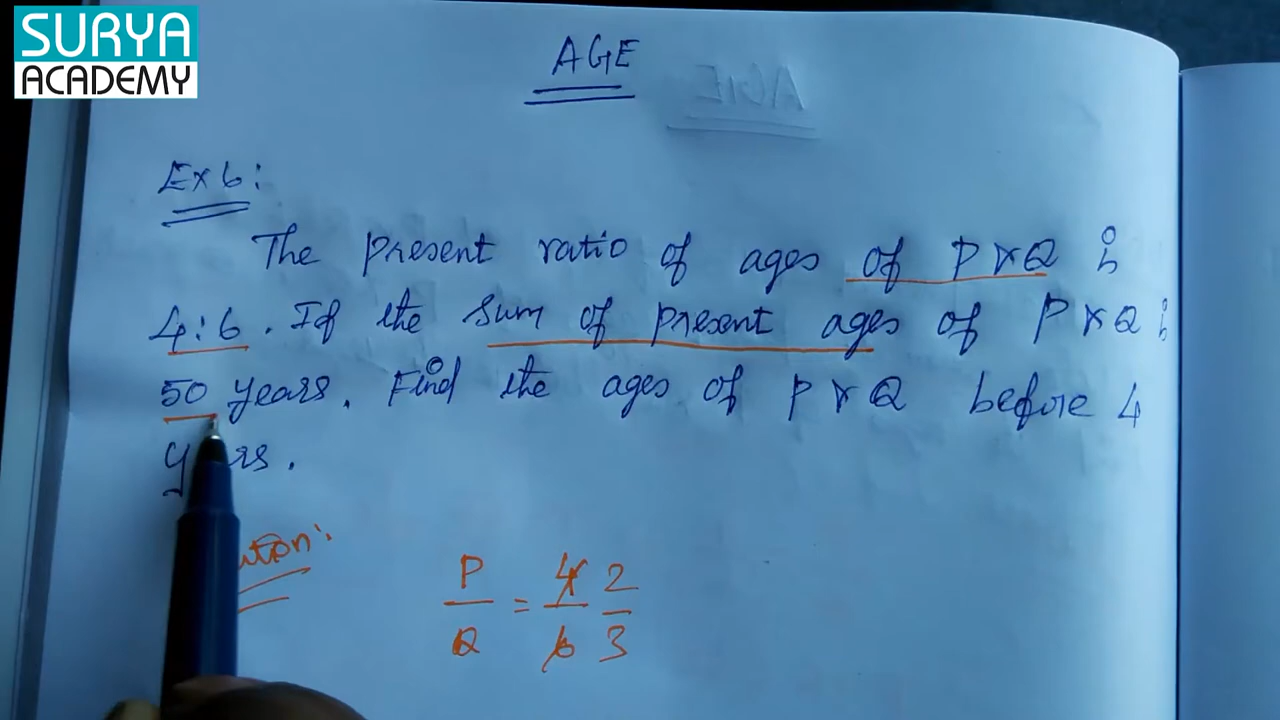 SURYA
ACADEMY
AGE
Ex 6:
The present ratio of ages of P & Q is
4:6. If the sum of present ages of P & Q is
50 years. Find the ages of P & Q before 4
P = 4 2
Q 6 3